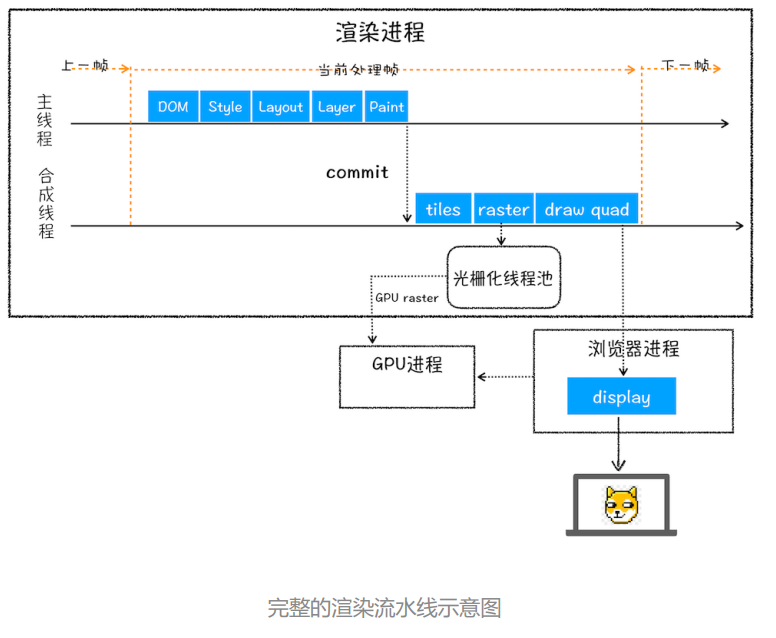 渲染进程
上一帧
当前处理帧
下一帧
主线程
DOM
Style
Layout
Layer
Paint
commit
合成线程
tiles
raster
draw quad
光栅化线程池
GPU raster
GPU进程
浏览器进程
display
完整的渲染流水线示意图